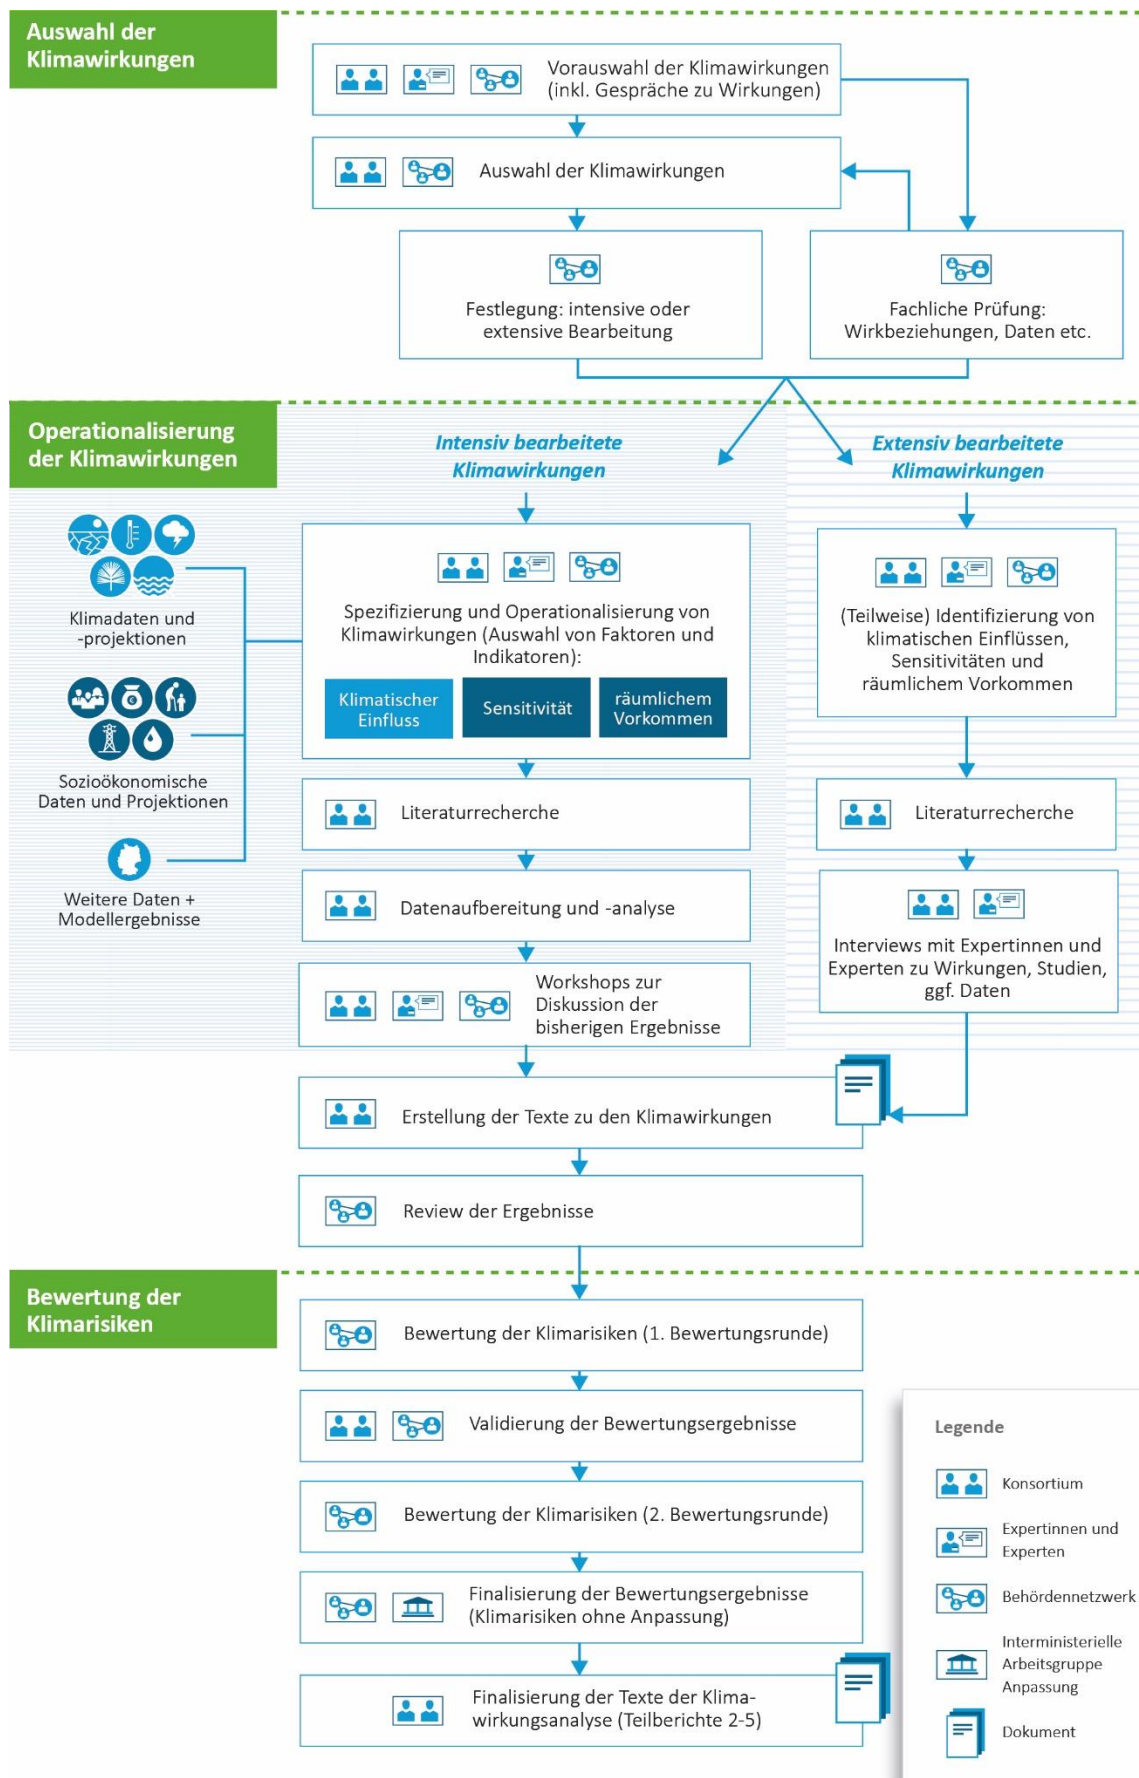 Auswahl der
Klimawirkungen
Vorauswahl der Klimawirkungen
(inkl. Gespräche zu Wirkungen)
Auswahl der Klimawirkungen
Festlegung: intensive oder
extensive Bearbeitung
Fachliche Prüfung:
Wirkbeziehungen, Daten etc.
Operationalisierung
der Klimawirkungen
Intensiv bearbeitete
Klimawirkungen
Extensiv bearbeitete
Klimawirkungen
Klimadaten und
-projektionen
Sozioökonomische
Daten und Projektionen
Weitere Daten +
Modellergebnisse
Spezifizierung und Operationalisierung von
Klimawirkungen (Auswahl von Faktoren und
Indikatoren):
Klimatischer
Einfluss
Sensitivität
räumlichem
Vorkommen
Literaturrecherche
Datenaufbereitung und -analyse
Workshops zur
Diskussion der
bisherigen Ergebnisse
(Teilweise) Identifizierung von
klimatischen Einflüssen,
Sensitivitäten und
räumlichem Vorkommen
Literaturrecherche
Interviews mit Expertinnen und
Experten zu Wirkungen, Studien,
ggf. Daten
Erstellung der Texte zu den Klimawirkungen
Review der Ergebnisse
Bewertung der
Klimarisiken
Bewertung der Klimarisiken (1. Bewertungsrunde)
Validierung der Bewertungsergebnisse
Bewertung der Klimarisiken (2. Bewertungsrunde)
Finalisierung der Bewertungsergebnisse
(Klimarisiken ohne Anpassung)
Finalisierung der Texte der Klima-
wirkungsanalyse (Teilberichte 2-5)
Legende
Konsortium
Expertinnen und
Experten
Behördennetzwerk
Interministerielle
Arbeitsgruppe
Anpassung
Dokument